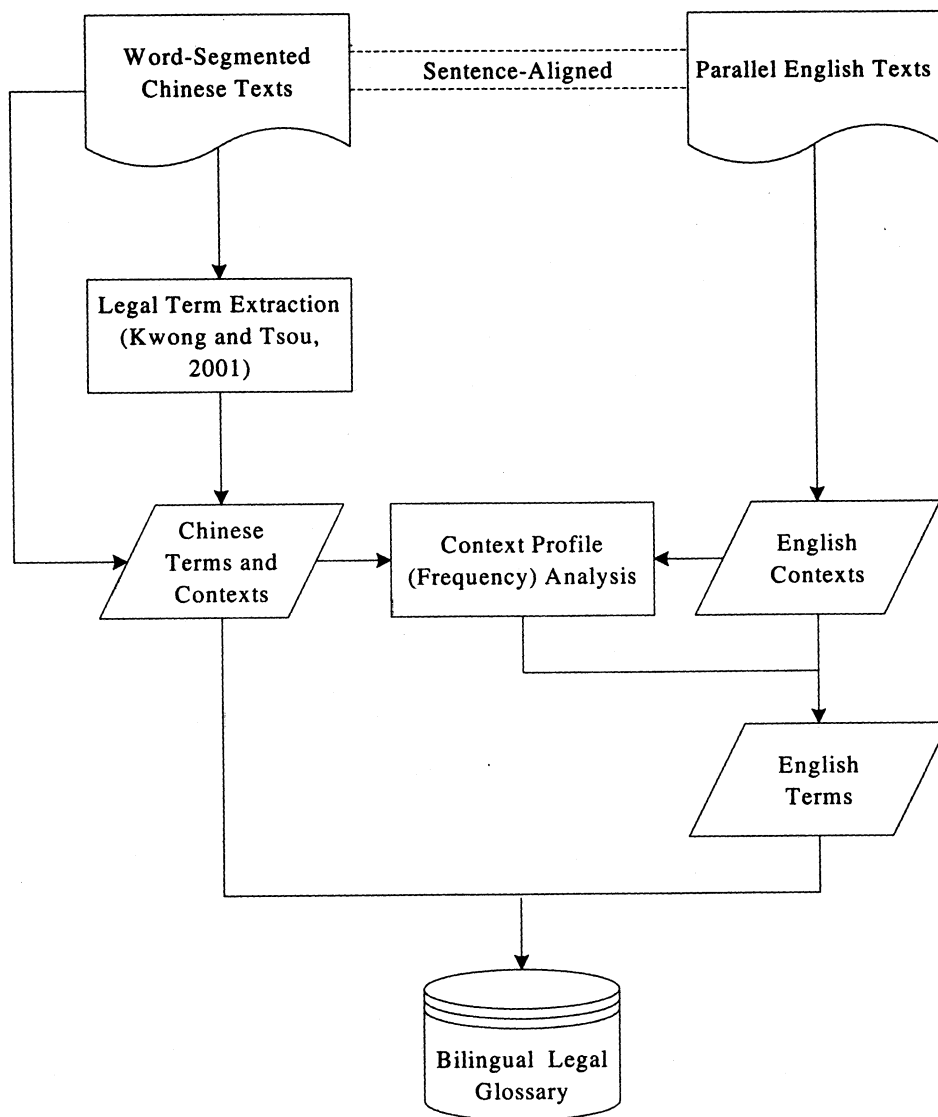 Word-Segmented
Chinese Texts
Sentence-Aligned
Parallel English Texts
Legal Term Extraction
(Kwong and Tsou,
2001)
Chinese
Terms and
Contexts
Context Profile
(Frequency) Analysis
English
Contexts
English
Terms
Bilingual Legal
Glossary